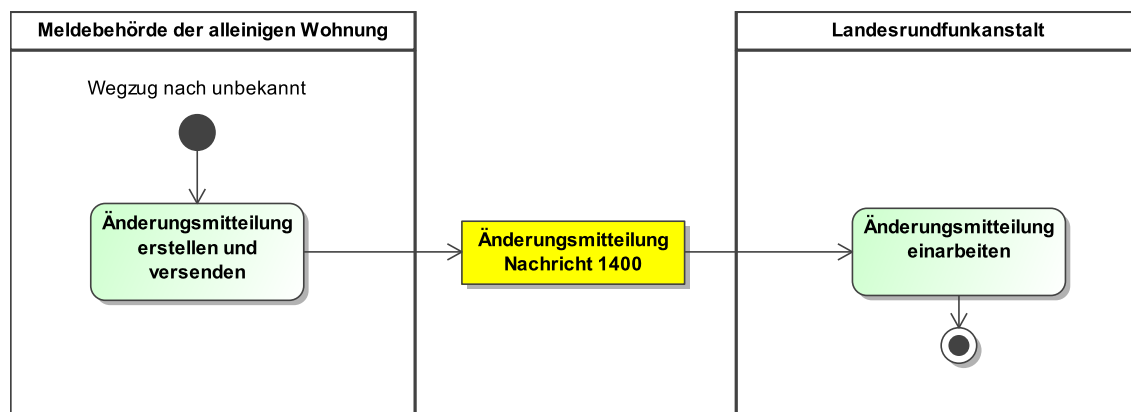 Meldebehörde der alleinigen Wohnung
Landesrundfunkanstalt
Wegzug nach unbekannt
Änderungsmitteilung
erstellen und
versenden
Änderungsmitteilung
Nachricht 1400
Änderungsmitteilung
einarbeiten